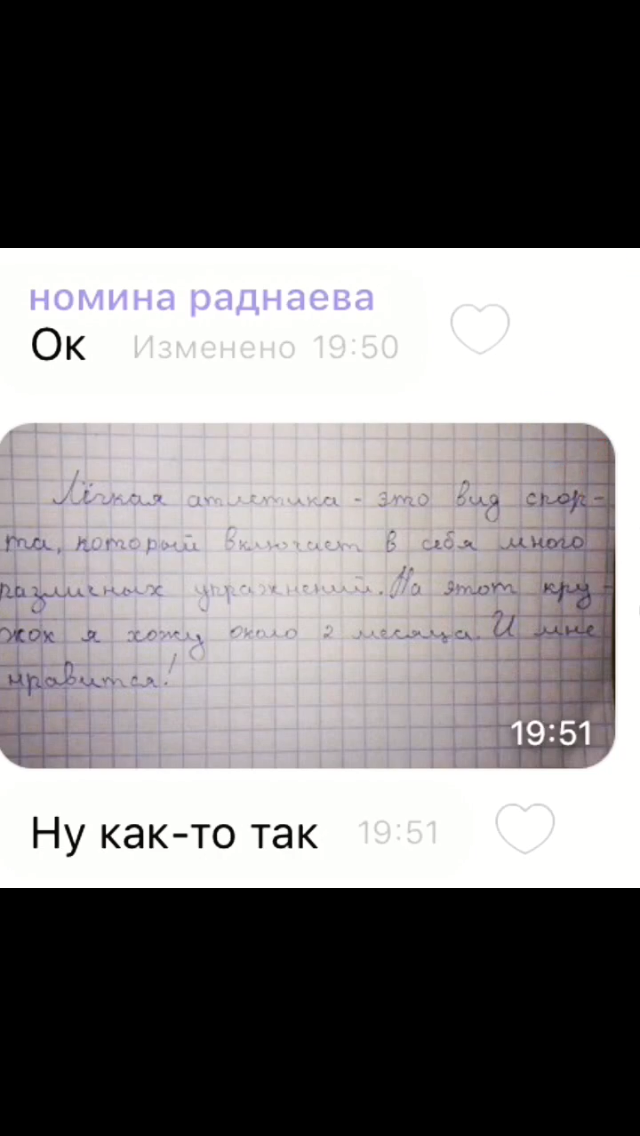 номина раднаева
Ок Изменено 19:50
Лёгкая атлетика - это вид спор-
та, который включает в себя много
различных упражнений. На этот кру-
жок я хожу около 2 месяца. И мне
нравится!
19:51
Ну как-то так 19:51